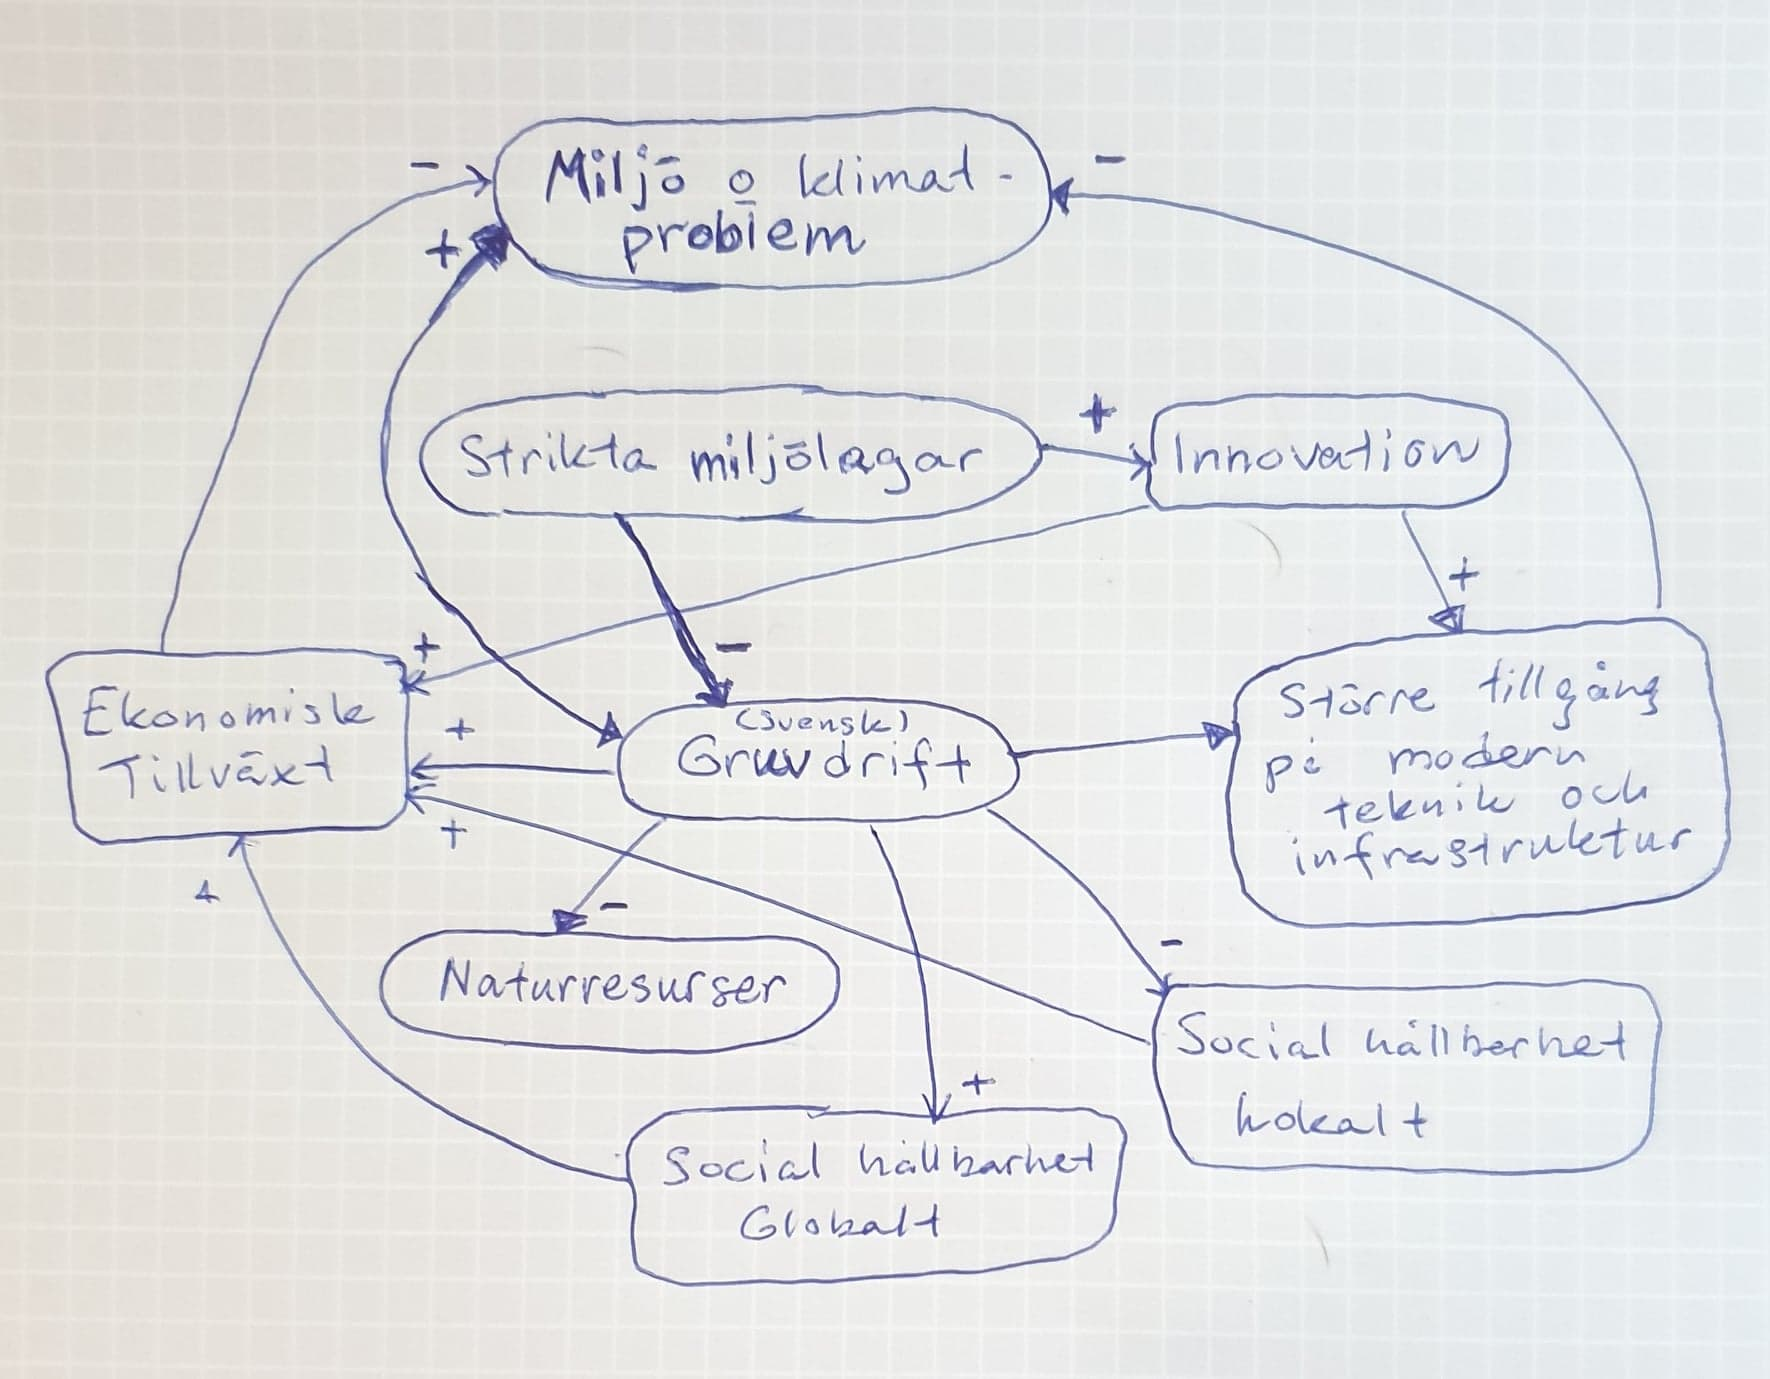 Miljö o klimat-
problem
-
-
+
Strikta miljölagar
+
Innovation
+
-
+
Ekonomisk
Tillväxt
+
+
+
(Svensk)
Gruvdrift
Större tillgång
på modern
teknik och
infrastruktur
-
Naturresurser
-
Social hållbarhet
Lokalt
+
Social hållbarhet
Globalt